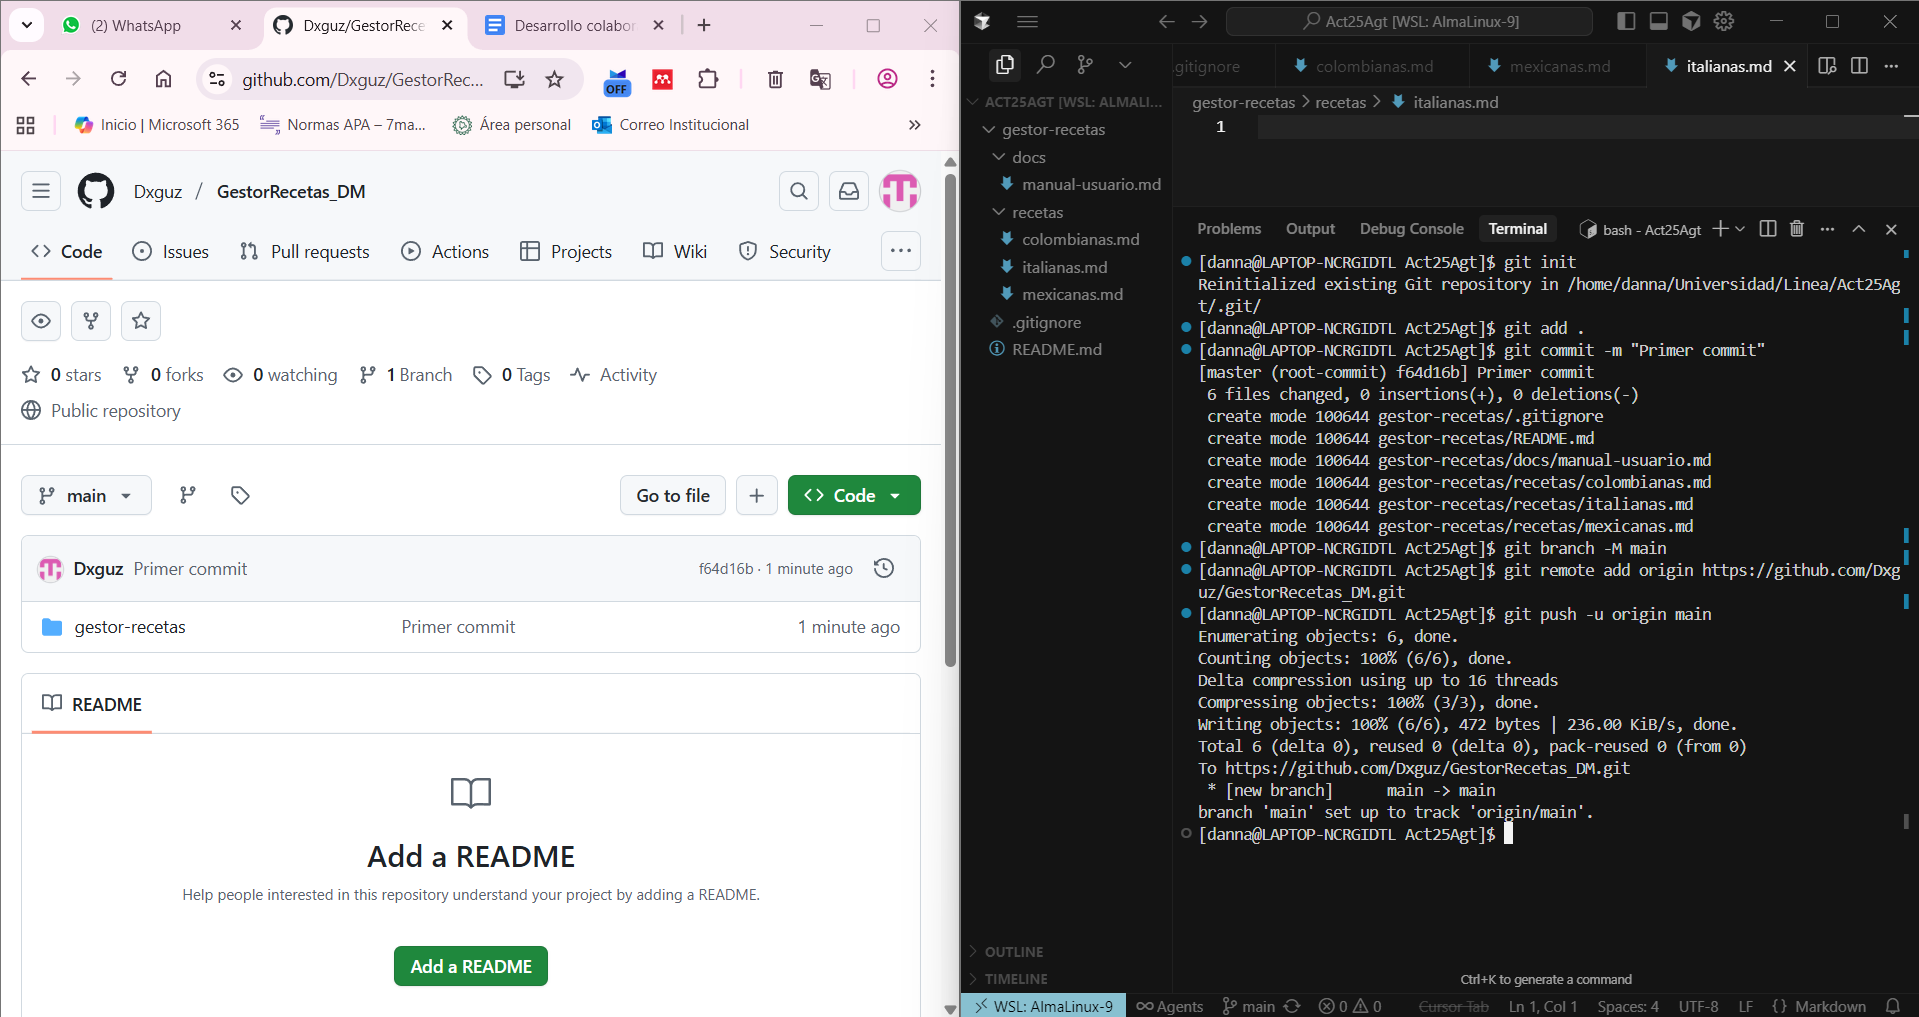 (2) WhatsApp
Dxguz/GestorRece
Desarrollo colabor
github.com/Dxguz/GestorRec...
OFF
Inicio | Microsoft 365
Normas APA – 7ma...
Área personal
Correo Institucional
Dxguz / GestorRecetas_DM
Code
Issues
Pull requests
Actions
Projects
Wiki
Security
0 stars
0 forks
0 watching
1 Branch
0 Tags
Activity
Public repository
main
Go to file
Code
Dxguz Primer commit
f64d16b · 1 minute ago
gestor-recetas
Primer commit
1 minute ago
README
Add a README
Help people interested in this repository understand your project by adding a README.
Add a README
Act25Agt [WSL: AlmaLinux-9]
.gitignore
colombianas.md
mexicanas.md
italianas.md
ACT25AGT [WSL: ALMALI...
gestor-recetas
docs
manual-usuario.md
recetas
colombianas.md
italianas.md
mexicanas.md
.gitignore
README.md
OUTLINE
TIMELINE
gestor-recetas > recetas > italianas.md
1
Problems
Output
Debug Console
Terminal
bash - Act25Agt
[danna@LAPTOP-NCRGIDTL Act25Agt]$ git init
Reinitialized existing Git repository in /home/danna/Universidad/Linea/Act25Ag
t/.git/
[danna@LAPTOP-NCRGIDTL Act25Agt]$ git add .
[danna@LAPTOP-NCRGIDTL Act25Agt]$ git commit -m "Primer commit"
[master (root-commit) f64d16b] Primer commit
6 files changed, 0 insertions(+), 0 deletions(-)
create mode 100644 gestor-recetas/.gitignore
create mode 100644 gestor-recetas/README.md
create mode 100644 gestor-recetas/docs/manual-usuario.md
create mode 100644 gestor-recetas/recetas/colombianas.md
create mode 100644 gestor-recetas/recetas/italianas.md
create mode 100644 gestor-recetas/recetas/mexicanas.md
[danna@LAPTOP-NCRGIDTL Act25Agt]$ git branch -M main
[danna@LAPTOP-NCRGIDTL Act25Agt]$ git remote add origin https://github.com/Dxg
uz/GestorRecetas_DM.git
[danna@LAPTOP-NCRGIDTL Act25Agt]$ git push -u origin main
Enumerating objects: 6, done.
Counting objects: 100% (6/6), done.
Delta compression using up to 16 threads
Compressing objects: 100% (3/3), done.
Writing objects: 100% (6/6), 472 bytes | 236.00 KiB/s, done.
Total 6 (delta 0), reused 0 (delta 0), pack-reused 0 (from 0)
To https://github.com/Dxguz/GestorRecetas_DM.git
* [new branch]      main -> main
branch 'main' set up to track 'origin/main'.
[danna@LAPTOP-NCRGIDTL Act25Agt]$
Ctrl+K to generate a command
WSL: AlmaLinux-9
Agents
main
0
0
Cursor Tab
Ln 1, Col 1
Spaces: 4
UTF-8
LF
{} Markdown